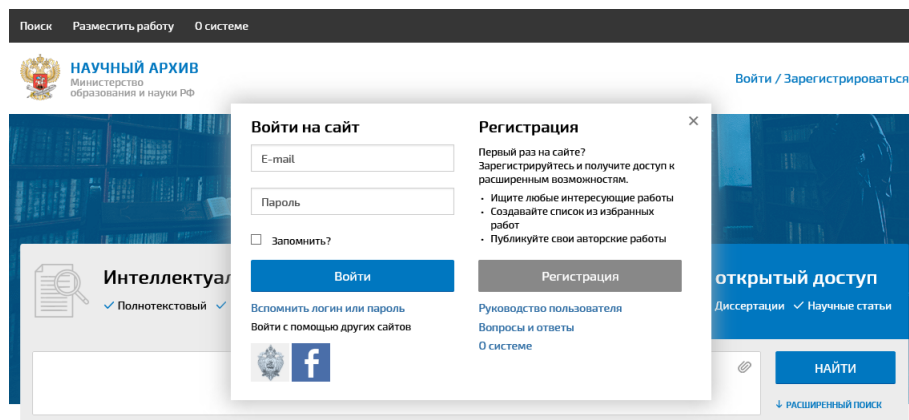 Поиск Разместить работу О системе
НАУЧНЫЙ АРХИВ
Министерство
образования и науки РФ
Войти / Зарегистрироваться
Войти на сайт
E-mail
Пароль
Запомнить?
Войти
Вспомнить логин или пароль
Войти с помощью других сайтов
f
Регистрация
×
Первый раз на сайте?
Зарегистрируйтесь и получите доступ к
расширенным возможностям.
• Ищите любые интересующие работы
• Создавайте список из избранных
работ
• Публикуйте свои авторские работы
Регистрация
Руководство пользователя
Вопросы и ответы
О системе
открытый доступ
Полнотекстовый
Диссертации ✓ Научные статьи
НАЙТИ
РАСШИРЕННЫЙ ПОИСК